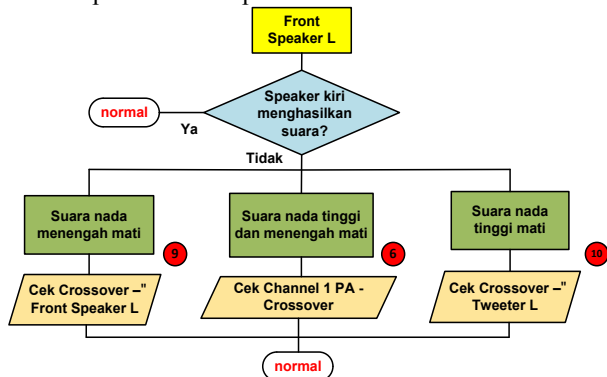 Front
Speaker L
Speaker kiri
menghasilkan
suara?
normal
Ya
Tidak
Suara nada
menengah mati
9
Cek Crossover –"
Front Speaker L
Suara nada tinggi
dan menengah mati
6
Cek Channel 1 PA -
Crossover
Suara nada
tinggi mati
10
Cek Crossover –"
Tweeter L
normal